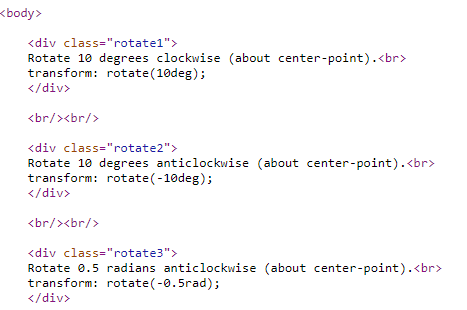 <body>
<div class="rotate1">
Rotate 10 degrees clockwise (about center-point).<br>
transform: rotate(10deg);
</div>
<br/><br/>
<div class="rotate2">
Rotate 10 degrees anticlockwise (about center-point).<br>
transform: rotate(-10deg);
</div>
<br/><br/>
<div class="rotate3">
Rotate 0.5 radians anticlockwise (about center-point).<br>
transform: rotate(-0.5rad);
</div>